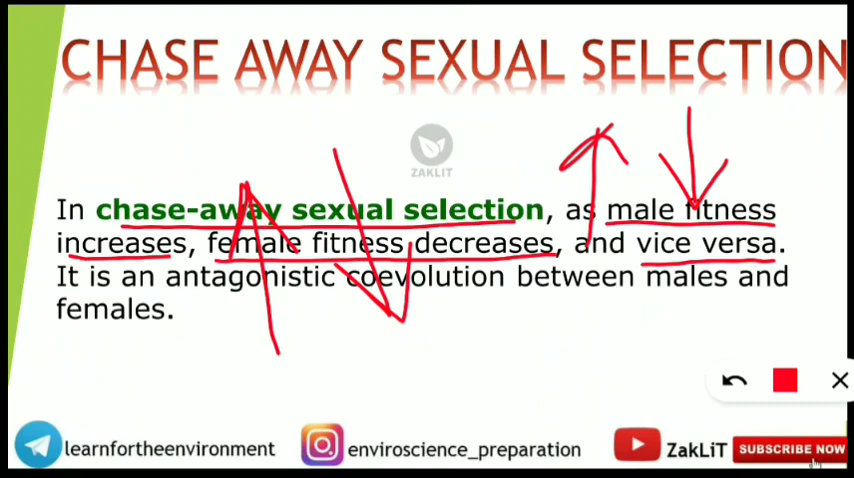 CHASE AWAY SEXUAL SELECTION
ZAKLIT
In chase-away sexual selection, as male fitness
increases, female fitness decreases, and vice versa.
It is an antagonistic coevolution between males and
females.
learnfortheenvironment enviroscience_preparation ZakLiT SUBSCRIBE NOW